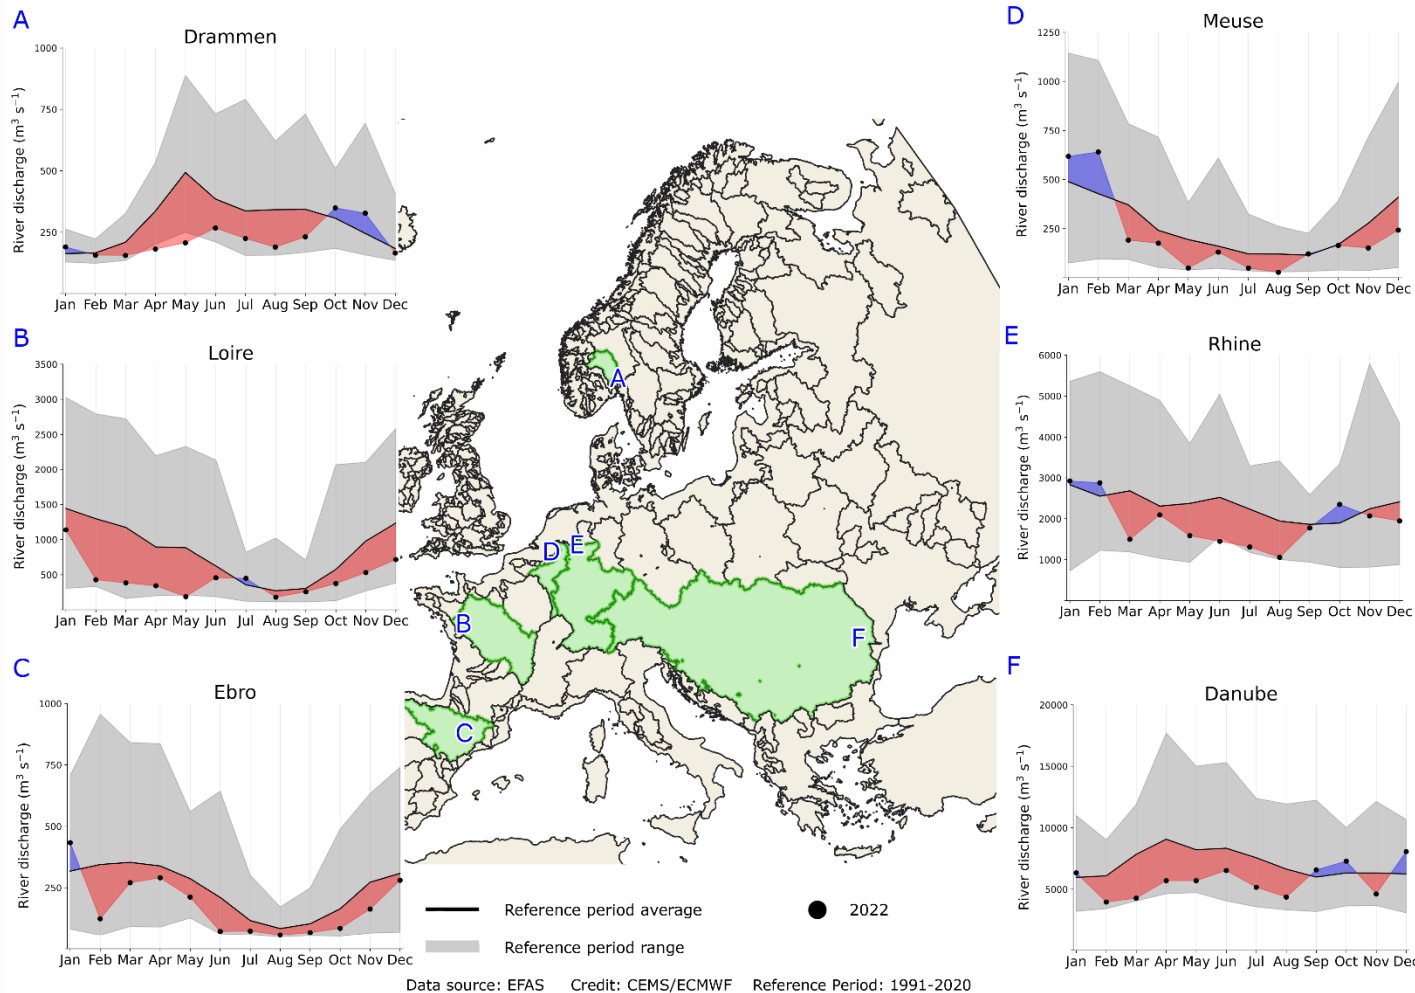 A
Drammen
River discharge (m³ s⁻¹)
1000
750
500
250
Jan Feb Mar Apr May Jun Jul Aug Sep Oct Nov Dec
B
Loire
River discharge (m³ s⁻¹)
3500
3000
2500
2000
1500
1000
500
Jan Feb Mar Apr May Jun Jul Aug Sep Oct Nov Dec
C
Ebro
River discharge (m³ s⁻¹)
1000
750
500
250
Jan Feb Mar Apr May Jun Jul Aug Sep Oct Nov Dec
A
D
E
B
F
C
Reference period average
2022
Reference period range
Data source: EFAS Credit: CEMS/ECMWF Reference Period: 1991-2020
D
Meuse
River discharge (m³ s⁻¹)
1250
1000
750
500
250
Jan Feb Mar Apr May Jun Jul Aug Sep Oct Nov Dec
E
Rhine
River discharge (m³ s⁻¹)
6000
5000
4000
3000
2000
1000
Jan Feb Mar Apr May Jun Jul Aug Sep Oct Nov Dec
F
Danube
River discharge (m³ s⁻¹)
20000
15000
10000
5000
Jan Feb Mar Apr May Jun Jul Aug Sep Oct Nov Dec